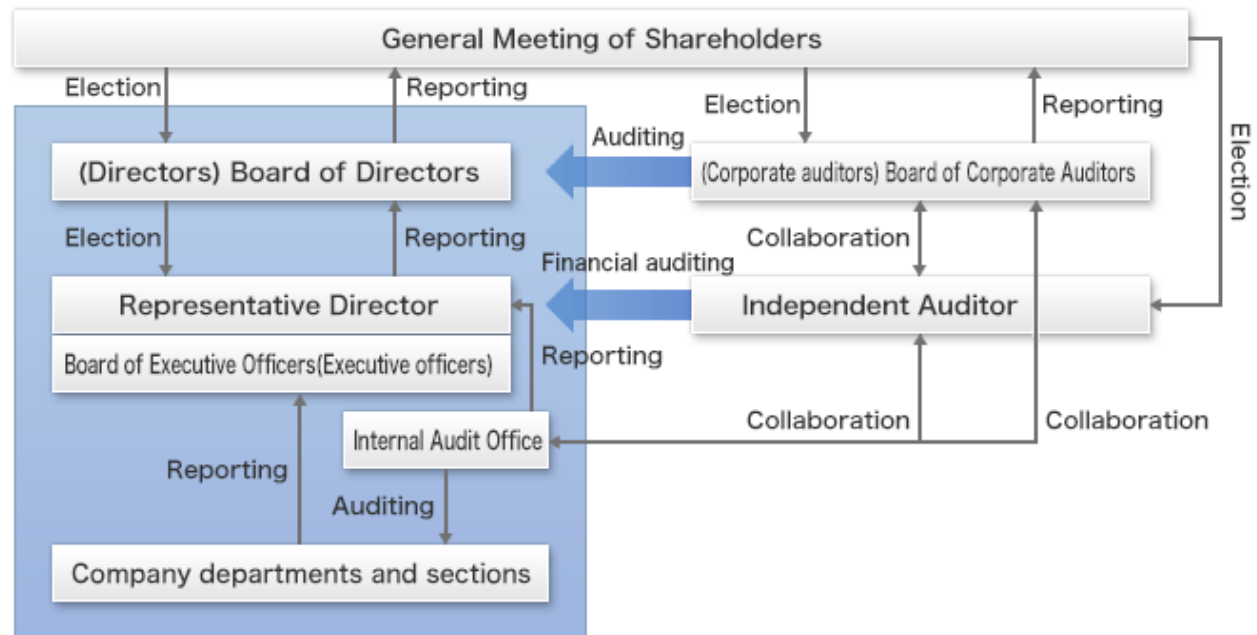 General Meeting of Shareholders
Election
Reporting
Election
Reporting
Election
Auditing
(Directors) Board of Directors
(Corporate auditors) Board of Corporate Auditors
Election
Reporting
Collaboration
Financial auditing
Representative Director
Independent Auditor
Reporting
Board of Executive Officers(Executive officers)
Collaboration
Collaboration
Internal Audit Office
Reporting
Auditing
Company departments and sections